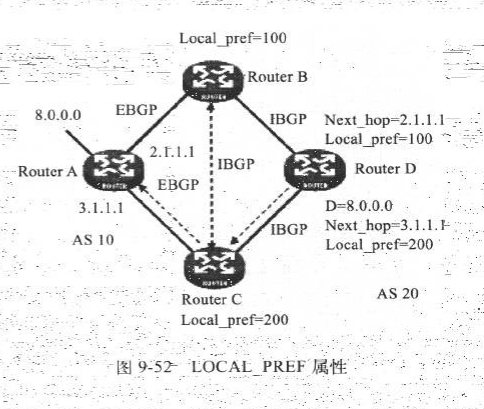 Local_pref=100
Router B
8.0.0.0
EBGP
IBGP
Next_hop=2.1.1.1
Local_pref=100
2.1.1.1
IBGP
Router A
EBGP
Router D
3.1.1.1
D=8.0.0.0
Next_hop=3.1.1.1
Local_pref=200
AS 10
IBGP
Router C
AS 20
Local_pref=200
图 9-52 LOCAL_PREF 属性